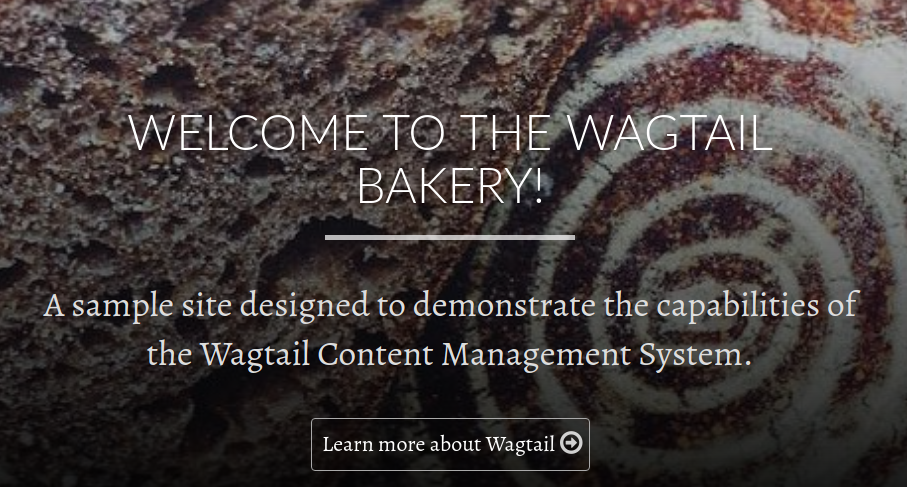 WELCOME TO THE WAGTAIL
BAKERY!
A sample site designed to demonstrate the capabilities of
the Wagtail Content Management System.
Learn more about Wagtail